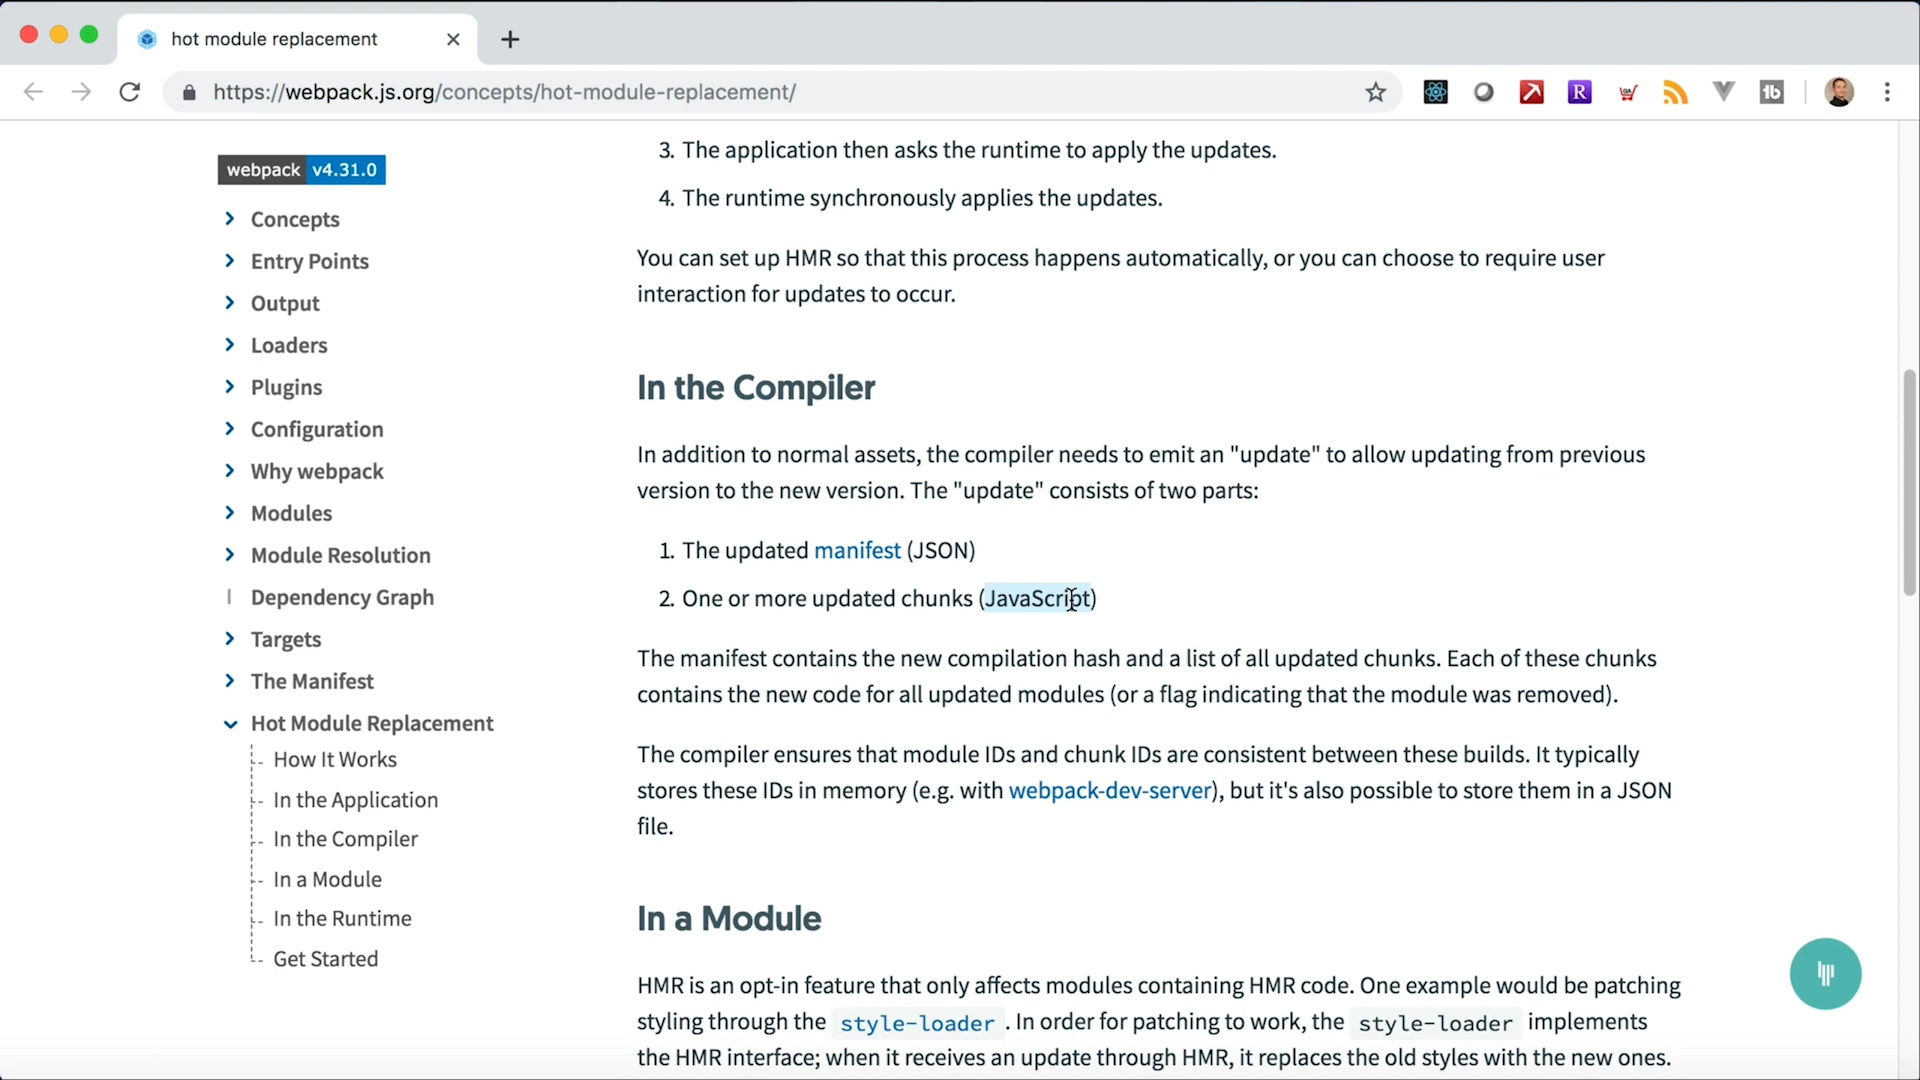 hot module replacement
https://webpack.js.org/concepts/hot-module-replacement/
webpack v4.31.0
Concepts
Entry Points
Output
Loaders
Plugins
Configuration
Why webpack
Modules
Module Resolution
Dependency Graph
Targets
The Manifest
Hot Module Replacement
How It Works
In the Application
In the Compiler
In a Module
In the Runtime
Get Started
3. The application then asks the runtime to apply the updates.
4. The runtime synchronously applies the updates.
You can set up HMR so that this process happens automatically, or you can choose to require user
interaction for updates to occur.
In the Compiler
In addition to normal assets, the compiler needs to emit an "update" to allow updating from previous
version to the new version. The "update" consists of two parts:
1. The updated manifest (JSON)
2. One or more updated chunks (JavaScript)
The manifest contains the new compilation hash and a list of all updated chunks. Each of these chunks
contains the new code for all updated modules (or a flag indicating that the module was removed).
The compiler ensures that module IDs and chunk IDs are consistent between these builds. It typically
stores these IDs in memory (e.g. with webpack-dev-server), but it's also possible to store them in a JSON
file.
In a Module
HMR is an opt-in feature that only affects modules containing HMR code. One example would be patching
styling through the style-loader . In order for patching to work, the style-loader implements
the HMR interface; when it receives an update through HMR, it replaces the old styles with the new ones.